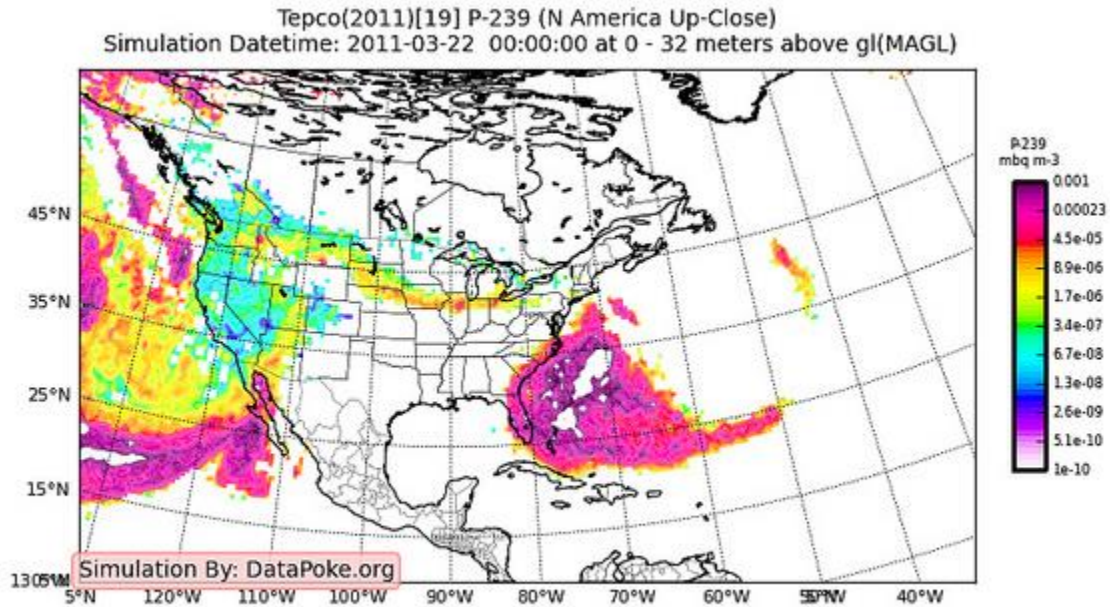 Tepco(2011)[19] P-239 (N America Up-Close)
Simulation Datetime: 2011-03-22 00:00:00 at 0 - 32 meters above gl(MAGL)
P-239
mbq m-3
0.001
0.00023
4.5e-05
8.9e-06
1.7e-06
3.4e-07
6.7e-08
1.3e-08
2.6e-09
5.1e-10
1e-10
45°N
35°N
25°N
15°N
Simulation By: DataPoke.org
5°N 120°W 110°W 100°W 90°W 80°W 70°W 60°W 40°W